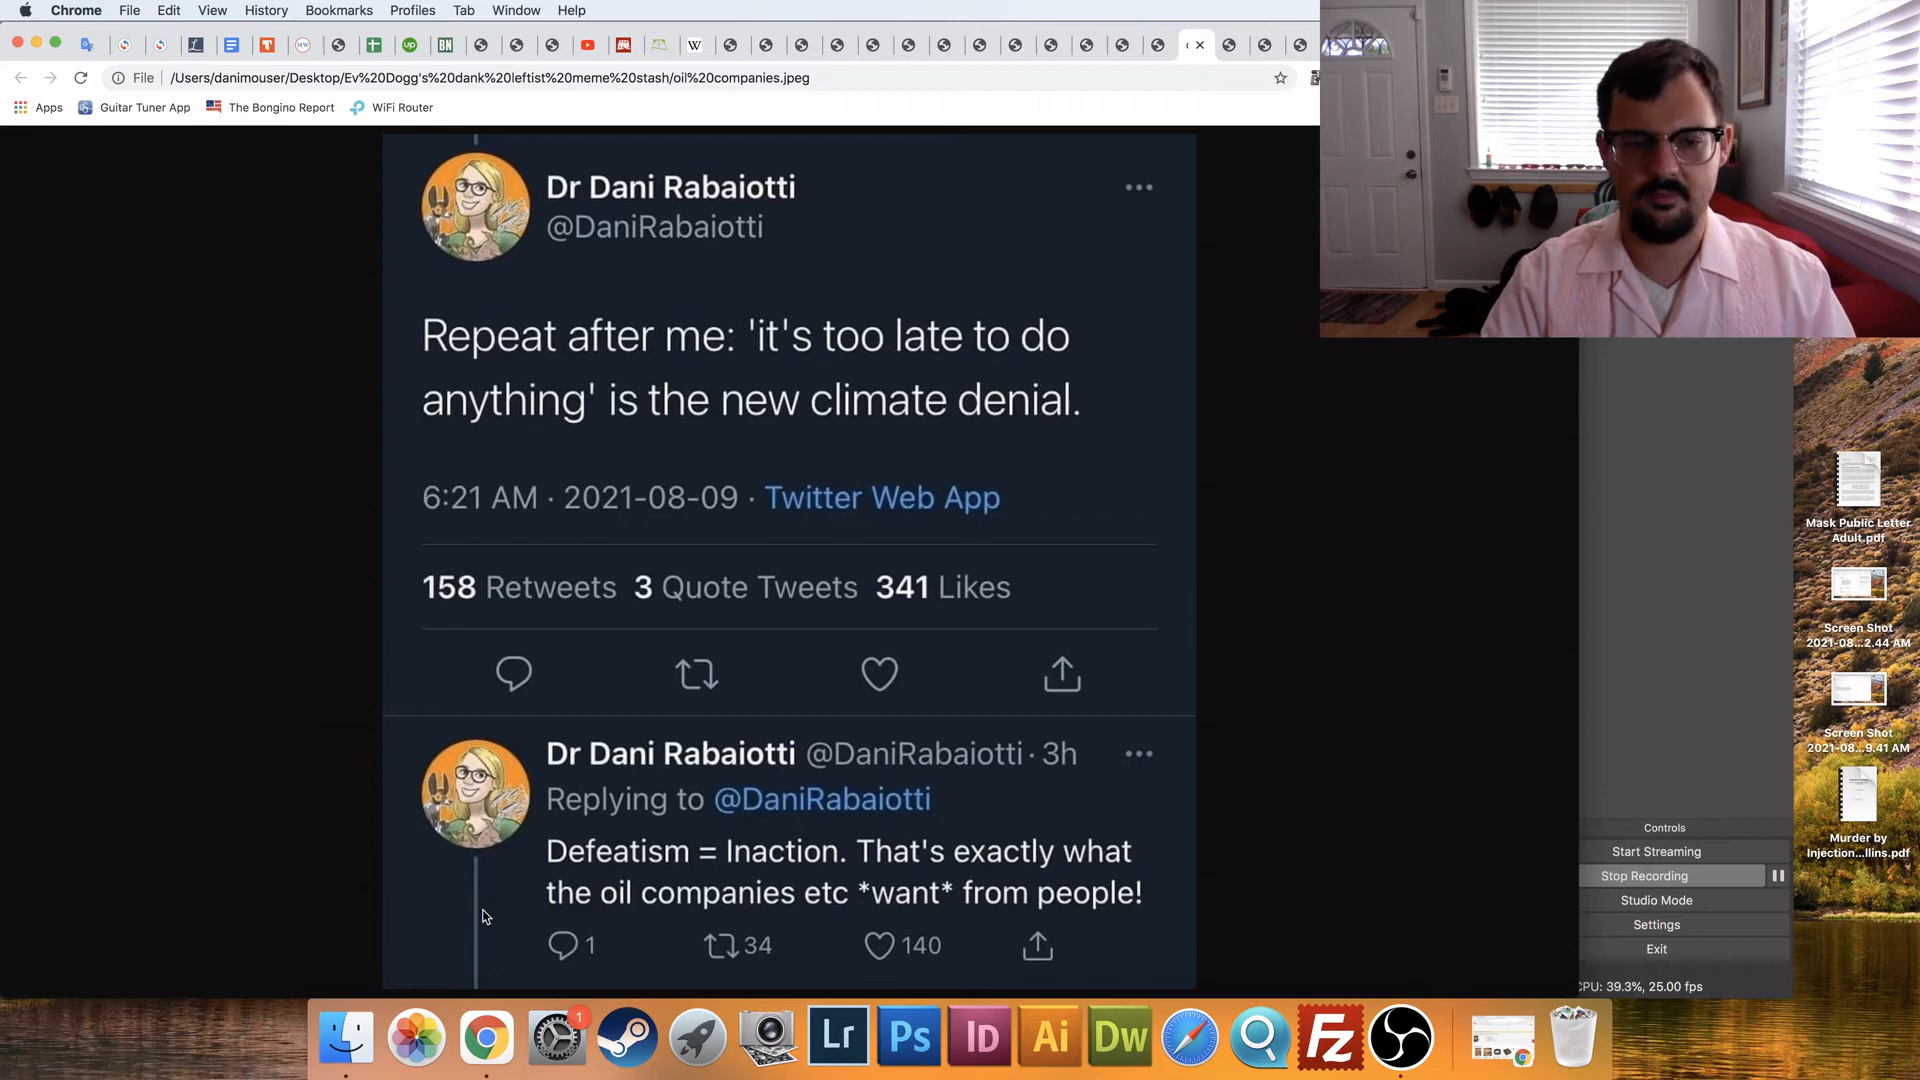 Chrome File Edit View History Bookmarks Profiles Tab Window Help
File /Users/danimouser/Desktop/Ev%20Dogg's%20dank%20leftist%20meme%20stash/oil%20companies.jpeg
Apps Guitar Tuner App The Bongino Report WiFi Router
Dr Dani Rabaiotti
@DaniRabaiotti
Repeat after me: 'it's too late to do
anything' is the new climate denial.
6:21 AM · 2021-08-09 · Twitter Web App
158 Retweets 3 Quote Tweets 341 Likes
Dr Dani Rabaiotti @DaniRabaiotti · 3h
Replying to @DaniRabaiotti
Defeatism = Inaction. That's exactly what
the oil companies etc *want* from people!
1 34 140
Mask Public Letter
Adult.pdf
Screen Shot
2021-08...2.44 AM
Screen Shot
2021-08...9.41 AM
Murder by
Injection...llins.pdf
Controls
Start Streaming
Stop Recording
Studio Mode
Settings
Exit
CPU: 39.3%, 25.00 fps
1
Lr Ps Id Ai Dw Fz